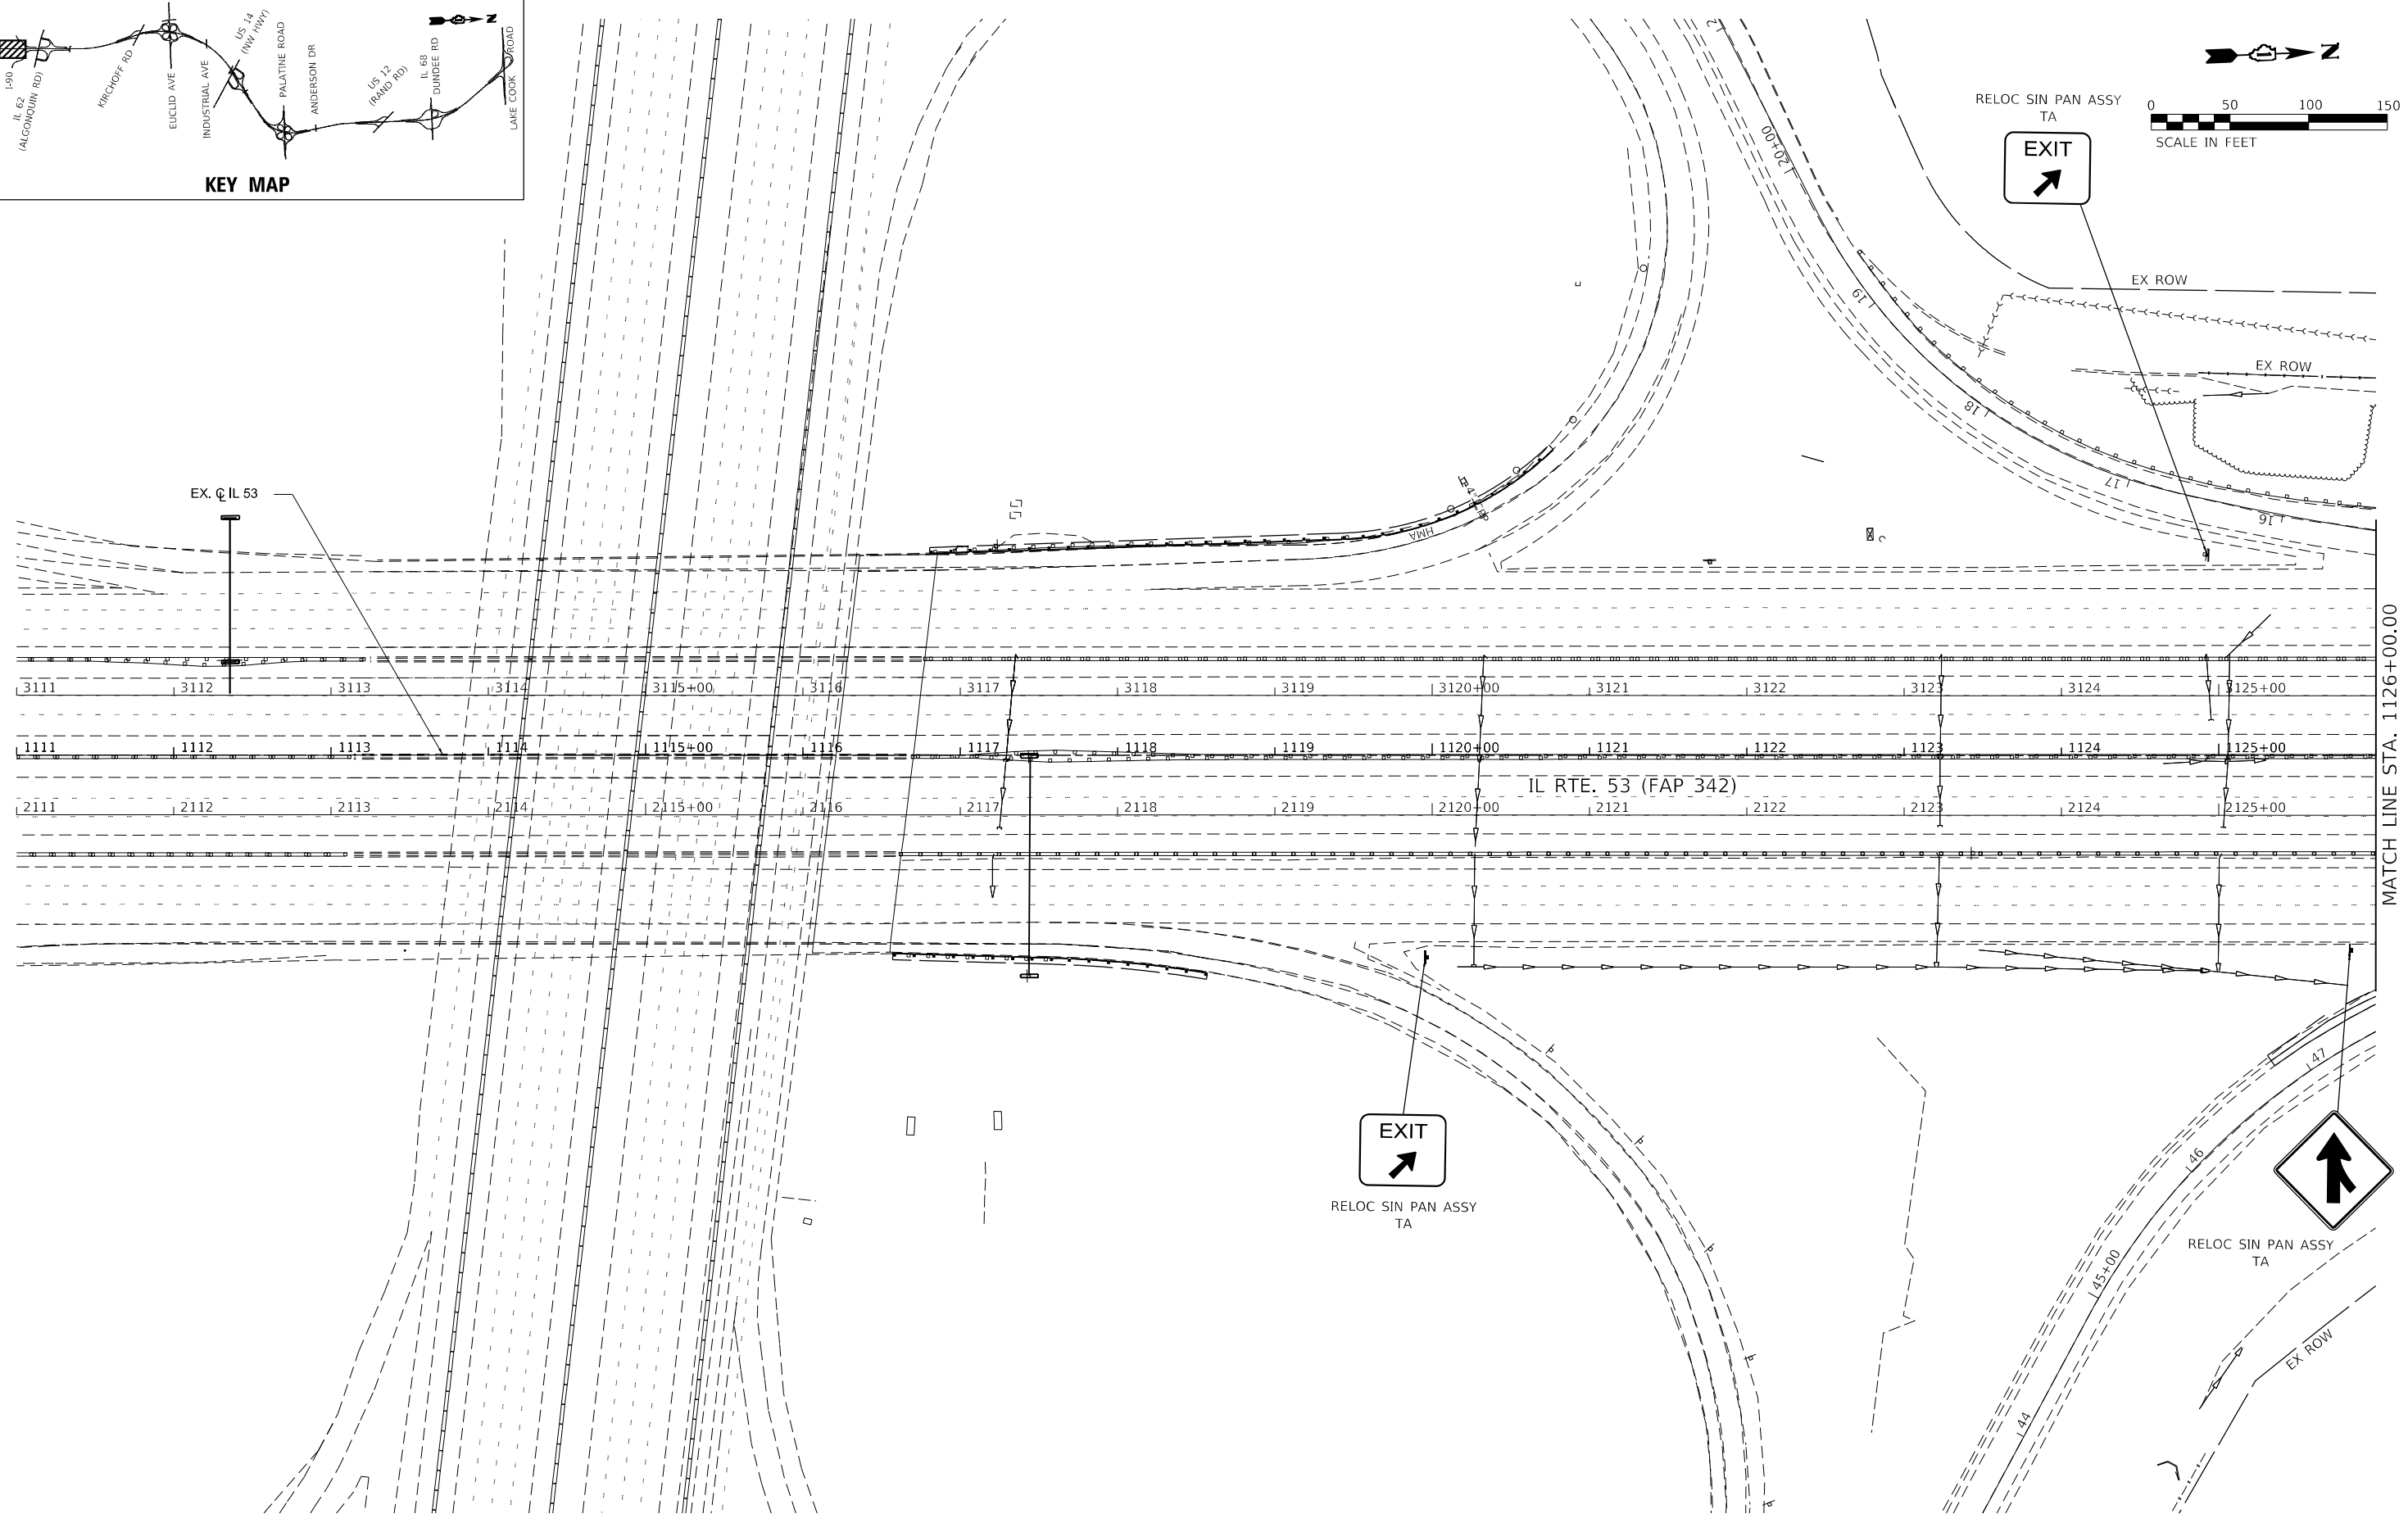 I-90
IL 62
(ALGONQUIN RD)
KIRCHOFF RD
EUCLID AVE
INDUSTRIAL AVE
US 14
(NW HWY)
PALATINE ROAD
ANDERSON DR
US 12
(RAND RD)
IL 68
DUNDEE RD
LAKE COOK ROAD
N
KEY MAP
N
0 50 100 150
SCALE IN FEET
RELOC SIN PAN ASSY
TA
EXIT
20+00
19
18
17
16
EX ROW
EX ROW
EX. ℄ IL 53
HMA
3111 3112 3113 3114 3115+00 3116 3117 3118 3119 3120+00 3121 3122 3123 3124 3125+00
1111 1112 1113 1114 1115+00 1116 1117 1118 1119 1120+00 1121 1122 1123 1124 1125+00
IL RTE. 53 (FAP 342)
2111 2112 2113 2114 2115+00 2116 2117 2118 2119 2120+00 2121 2122 2123 2124 2125+00
MATCH LINE STA. 1126+00.00
EXIT
RELOC SIN PAN ASSY
TA
47
46
45+00
44
RELOC SIN PAN ASSY
TA
EX ROW